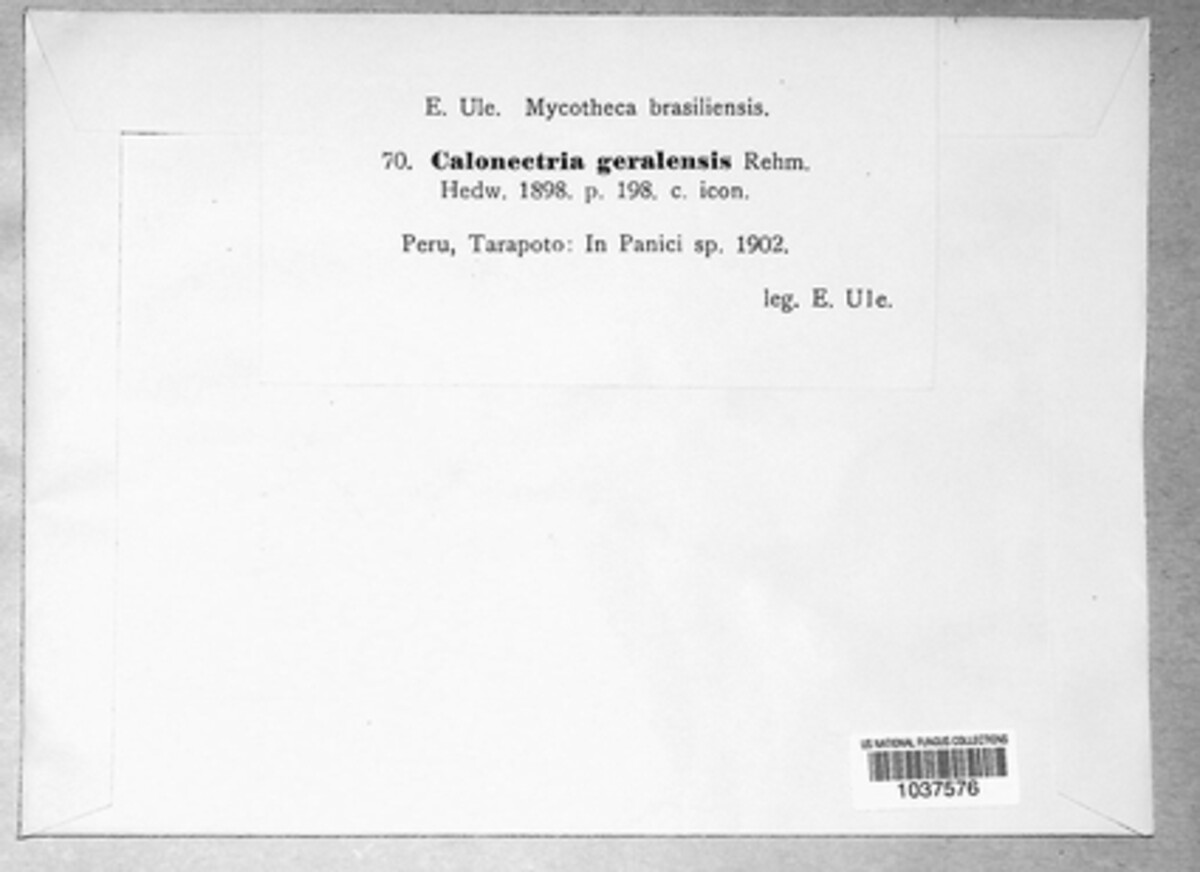 E. Ule. Mycotheca brasiliensis.
70. Calonectria geralensis Rehm.
Hedw. 1898. p. 198. c. icon.
Peru, Tarapoto: In Panici sp. 1902.
leg. E. Ule.
US NATIONAL FUNGUS COLLECTIONS
1037576